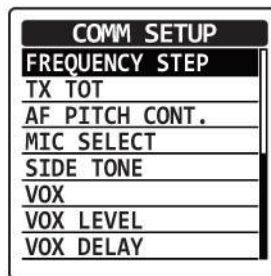 COMM SETUP
FREQUENCY STEP
TX TOT
AF PITCH CONT.
MIC SELECT
SIDE TONE
VOX
VOX LEVEL
VOX DELAY